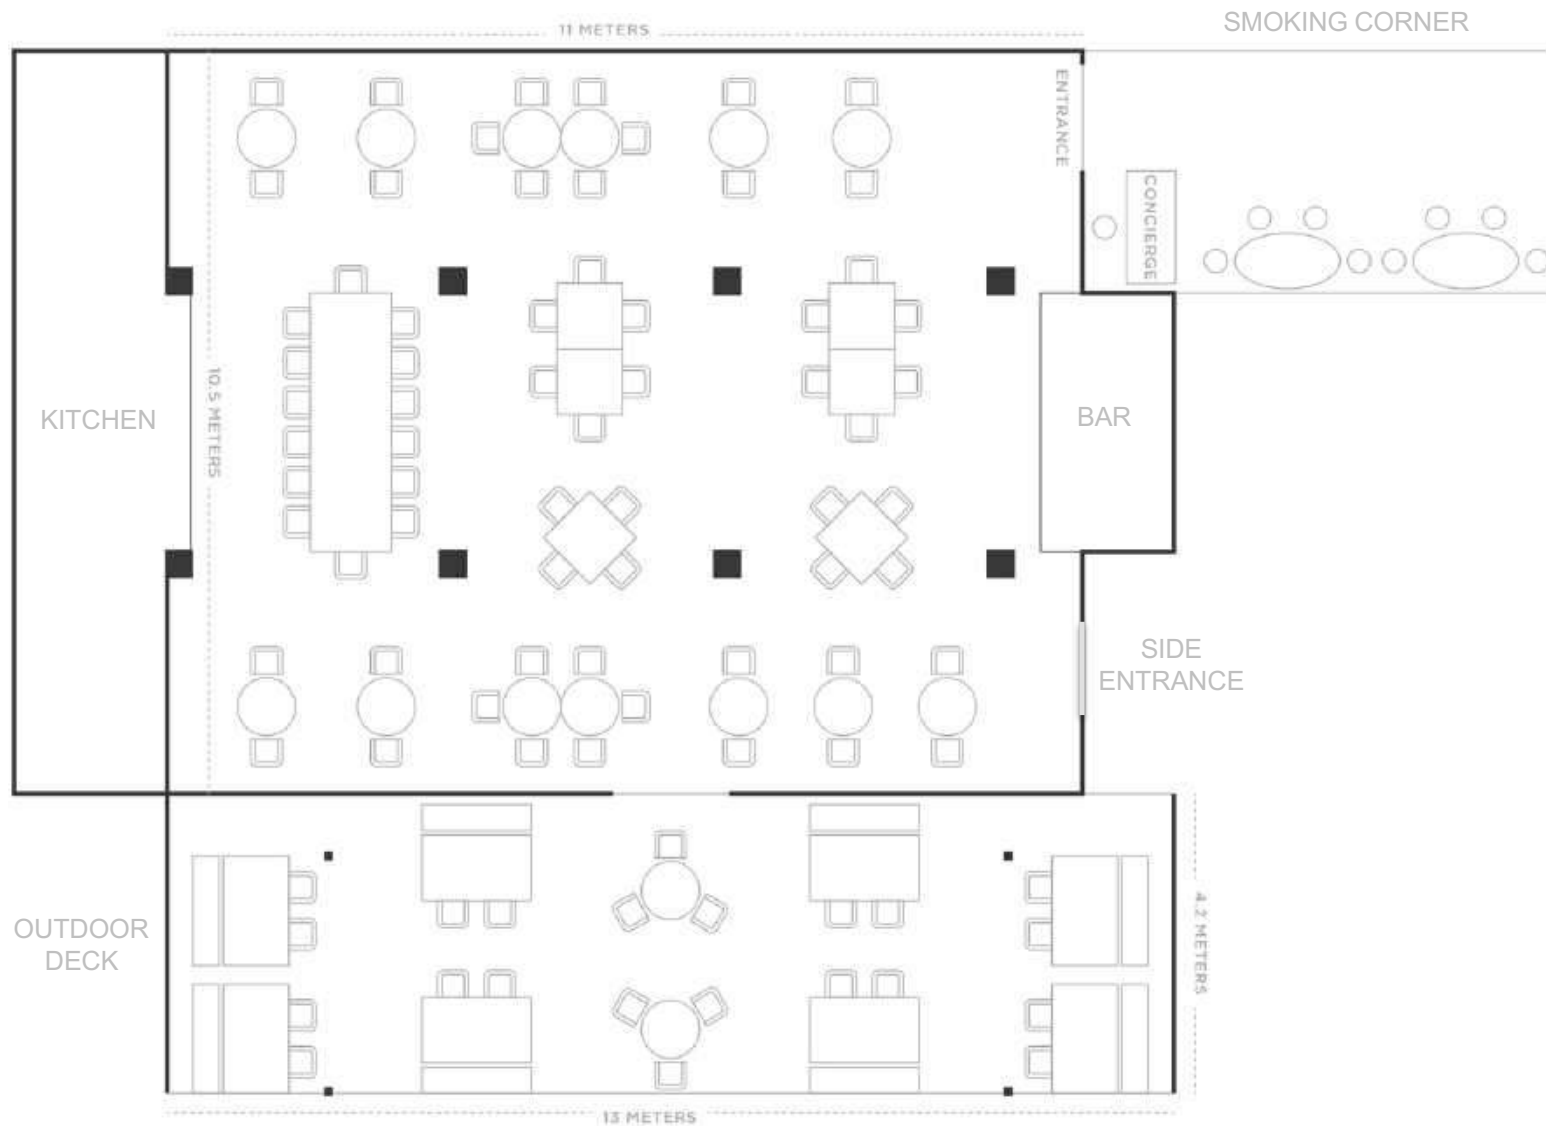 SMOKING CORNER
11 METERS
ENTRANCE
CONCIERGE
10.5 METERS
KITCHEN
BAR
SIDE
ENTRANCE
OUTDOOR
DECK
4.2 METERS
13 METERS